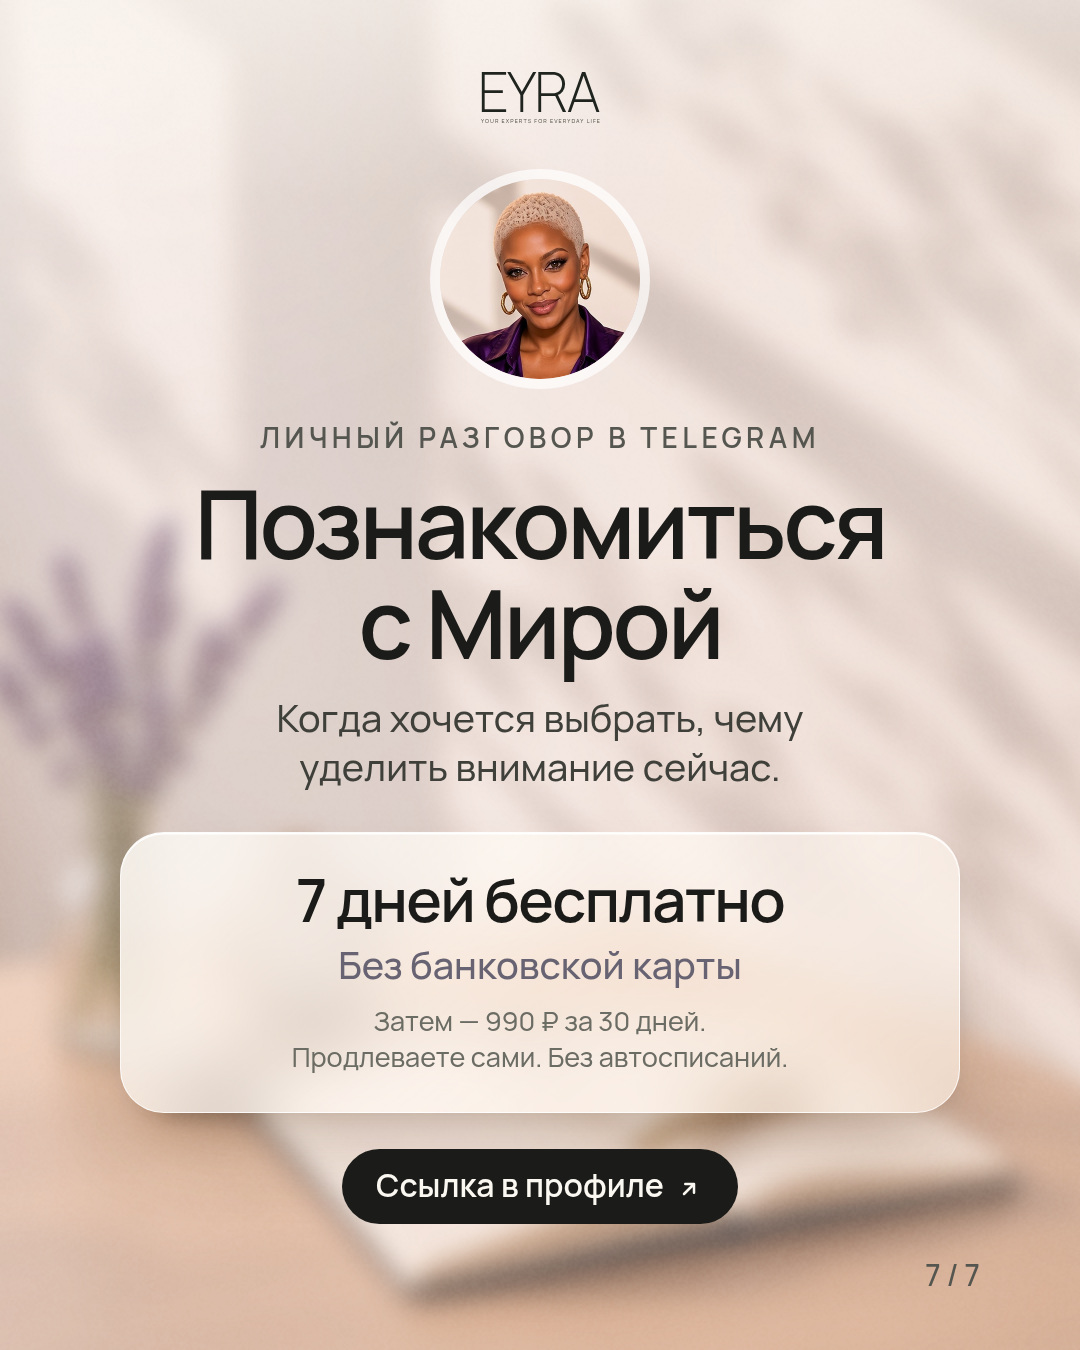 EYRA
YOUR EXPERTS FOR EVERYDAY LIFE
ЛИЧНЫЙ РАЗГОВОР В TELEGRAM
Познакомиться
с Мирой
Когда хочется выбрать, чему
уделить внимание сейчас.
7 дней бесплатно
Без банковской карты
Затем — 990 ₽ за 30 дней.
Продлеваете сами. Без автосписаний.
Ссылка в профиле ↗
7 / 7